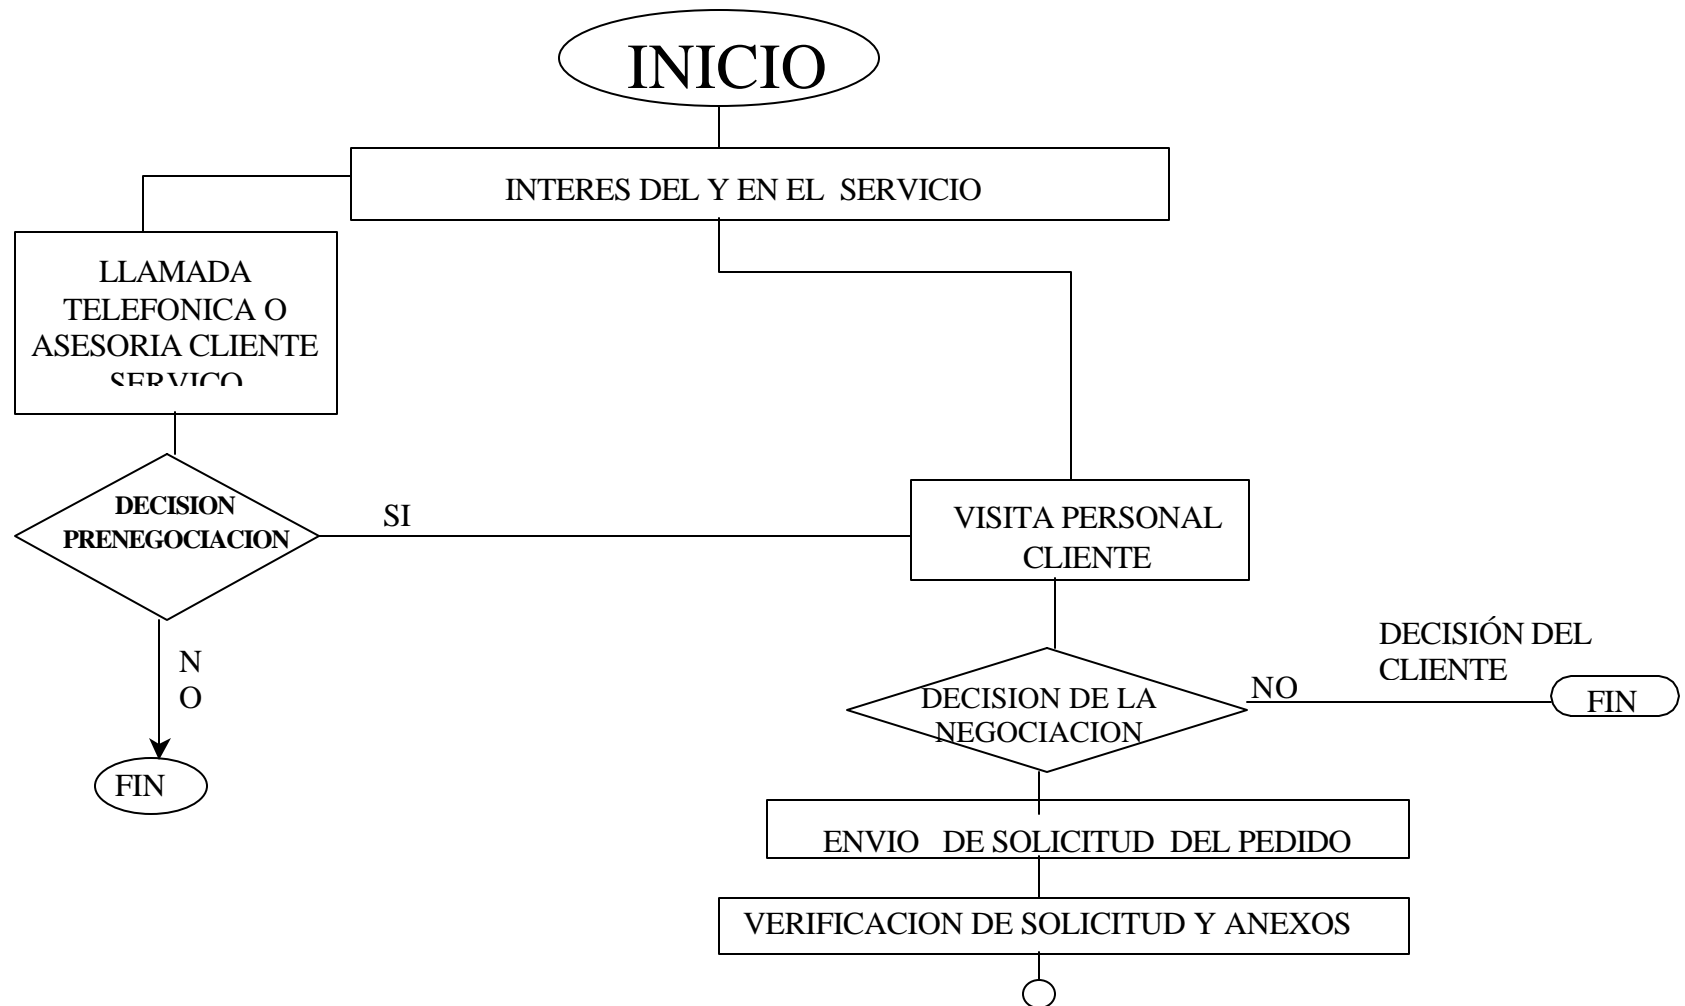 INICIO
INTERES DEL Y EN EL SERVICIO
LLAMADA
TELEFONICA O
ASESORIA CLIENTE
SERVICO
DECISION
PRENEGOCIACION
SI
VISITA PERSONAL
CLIENTE
N
O
FIN
DECISION DE LA
NEGOCIACION
NO
DECISIÓN DEL
CLIENTE
FIN
ENVIO DE SOLICITUD DEL PEDIDO
VERIFICACION DE SOLICITUD Y ANEXOS